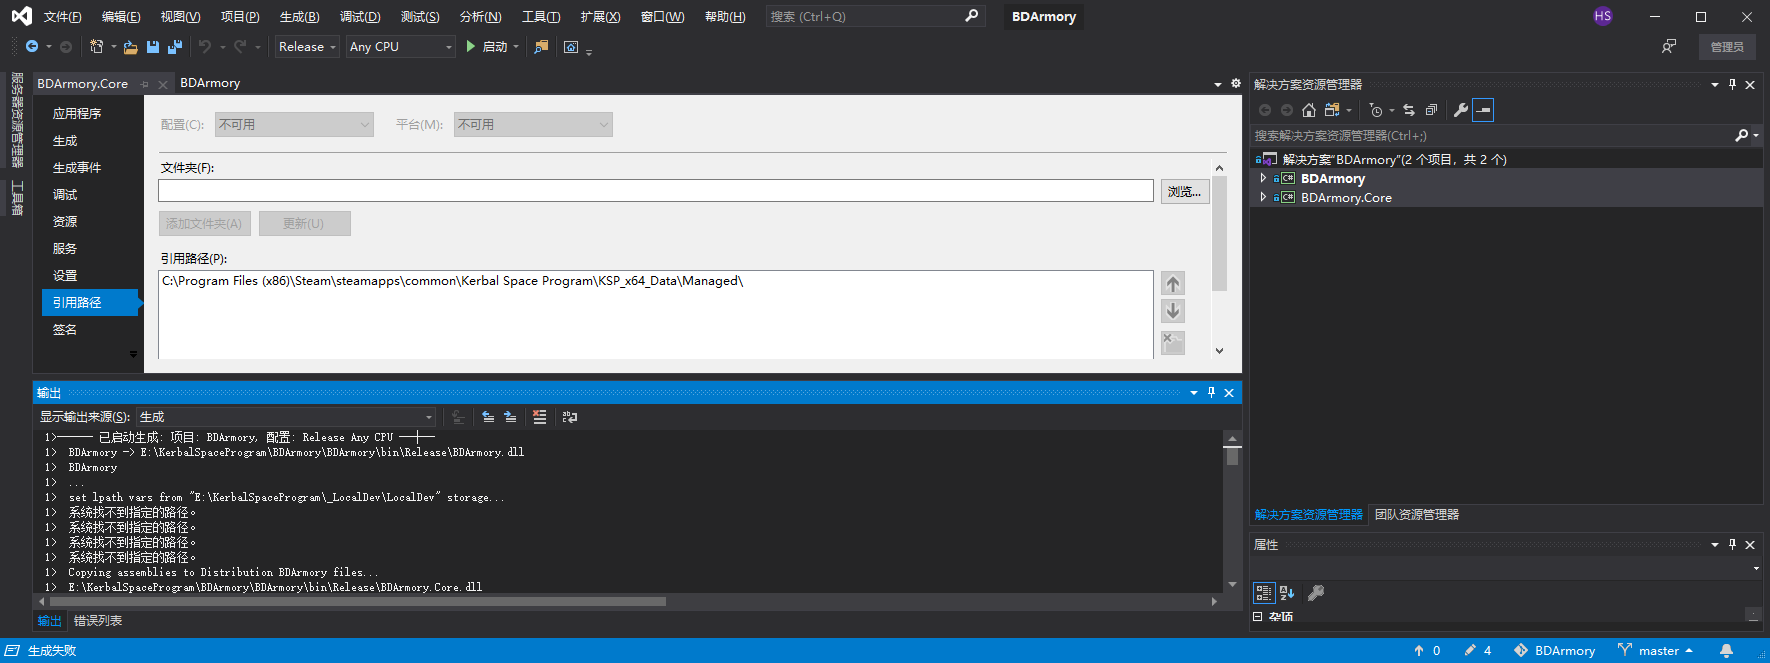 文件(F) 编辑(E) 视图(V) 项目(P) 生成(B) 调试(D) 测试(S) 分析(N) 工具(T) 扩展(X) 窗口(W) 帮助(H) 搜索 (Ctrl+Q) BDArmory HS
Release Any CPU 启动 管理员
服务器资源管理器
工具箱
BDArmory.Core BDArmory
应用程序
生成
生成事件
调试
资源
服务
设置
引用路径
签名
配置(C): 不可用 平台(M): 不可用
文件夹(F):
浏览...
添加文件夹(A) 更新(U)
引用路径(P):
C:\Program Files (x86)\Steam\steamapps\common\Kerbal Space Program\KSP_x64_Data\Managed\
输出
显示输出来源(S): 生成
1>------ 已启动生成: 项目: BDArmory, 配置: Release Any CPU ------
1> BDArmory -> E:\KerbalSpaceProgram\BDArmory\BDArmory\bin\Release\BDArmory.dll
1> BDArmory
1> ...
1> set lpath vars from "E:\KerbalSpaceProgram\_LocalDev\LocalDev" storage...
1> 系统找不到指定的路径。
1> 系统找不到指定的路径。
1> 系统找不到指定的路径。
1> 系统找不到指定的路径。
1> Copying assemblies to Distribution BDArmory files...
1> E:\KerbalSpaceProgram\BDArmory\BDArmory\bin\Release\BDArmory.Core.dll
输出 错误列表
解决方案资源管理器
搜索解决方案资源管理器(Ctrl+;)
解决方案"BDArmory"(2 个项目，共 2 个)
C# BDArmory
C# BDArmory.Core
解决方案资源管理器 团队资源管理器
属性
杂项
生成失败 0 4 BDArmory master